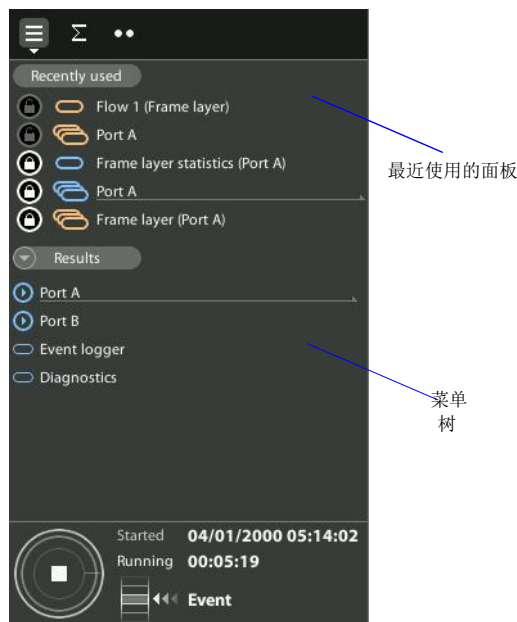 Σ
Recently used
Flow 1 (Frame layer)
Port A
Frame layer statistics (Port A)
Port A
Frame layer (Port A)
最近使用的面板
Results
Port A
Port B
Event logger
Diagnostics
菜单
树
Started 04/01/2000 05:14:02
Running 00:05:19
Event